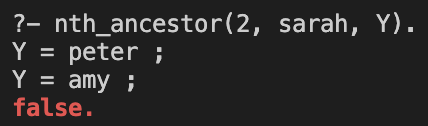 ?- nth_ancestor(2, sarah, Y).
Y = peter ;
Y = amy ;
false.